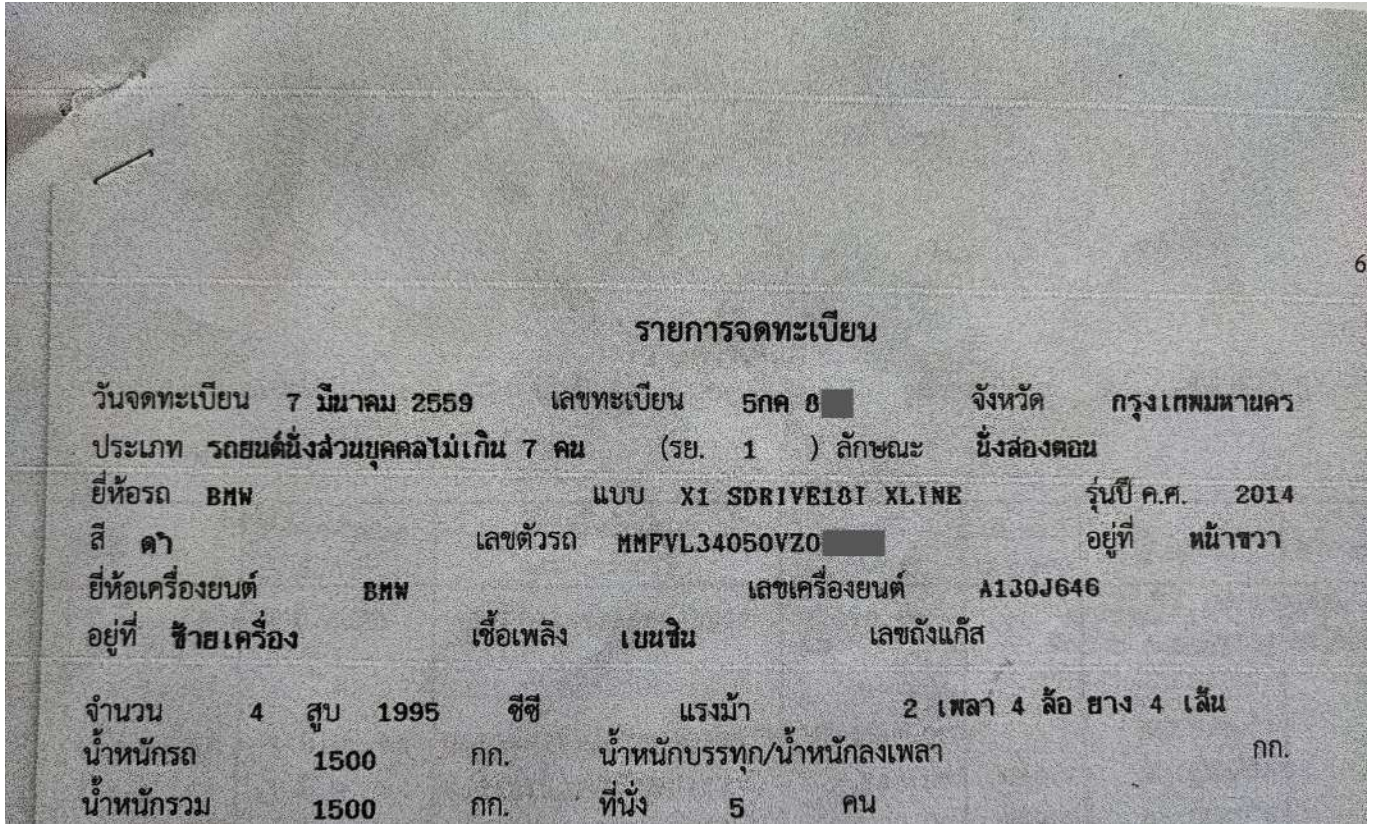 6
รายการจดทะเบียน
วันจดทะเบียน 7 มีนาคม 2559 เลขทะเบียน 5กค 8 จังหวัด กรุงเทพมหานคร
ประเภท รถยนต์นั่งส่วนบุคคลไม่เกิน 7 คน (รย. 1 ) ลักษณะ นั่งสองตอน
ยี่ห้อรถ BMW แบบ X1 SDRIVE18I XLINE รุ่นปี ค.ศ. 2014
สี ดำ เลขตัวรถ MMFVL34050VZ0 อยู่ที่ หน้าขวา
ยี่ห้อเครื่องยนต์ BMW เลขเครื่องยนต์ A130J646
อยู่ที่ ซ้ายเครื่อง เชื้อเพลิง เบนซิน เลขถังแก๊ส
จำนวน 4 สูบ 1995 ซีซี แรงม้า 2 เพลา 4 ล้อ ยาง 4 เส้น
น้ำหนักรถ 1500 กก. น้ำหนักบรรทุก/น้ำหนักลงเพลา กก.
น้ำหนักรวม 1500 กก. ที่นั่ง 5 คน